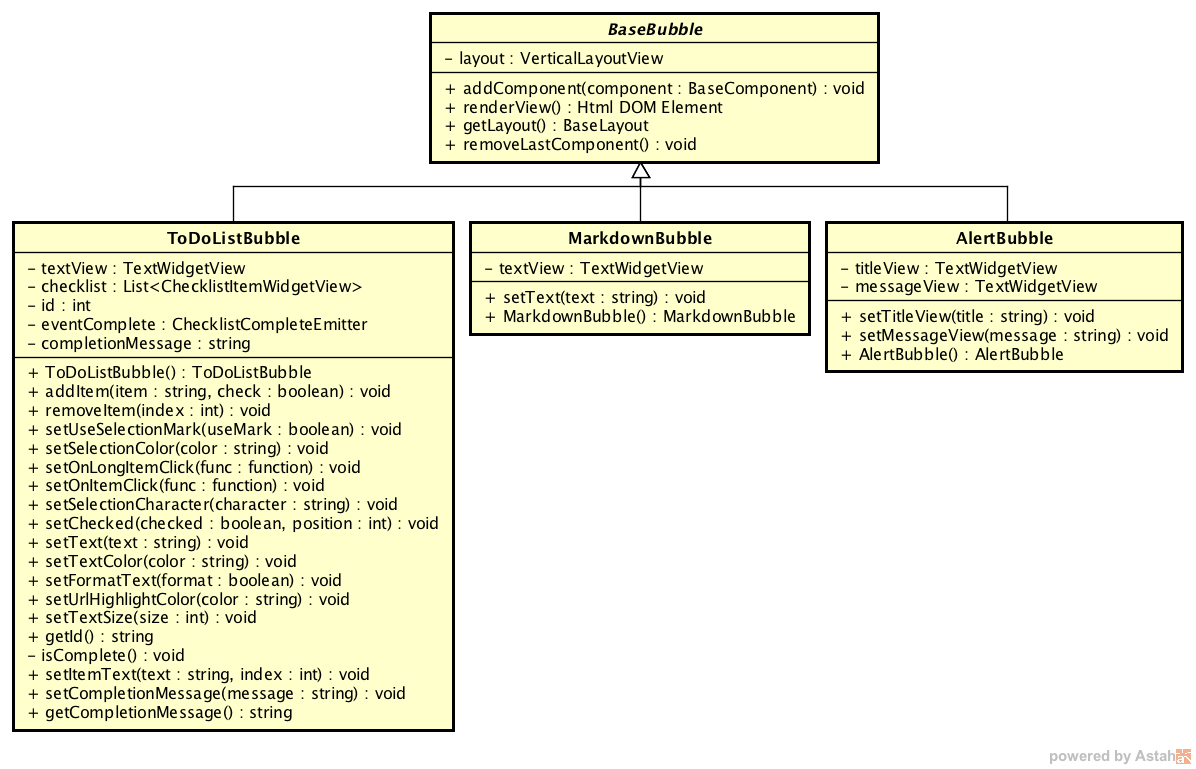 BaseBubble
- layout : VerticalLayoutView
+ addComponent(component : BaseComponent) : void
+ renderView() : Html DOM Element
+ getLayout() : BaseLayout
+ removeLastComponent() : void
ToDoListBubble
- textView : TextWidgetView
- checklist : List<ChecklistItemWidgetView>
- id : int
- eventComplete : ChecklistCompleteEmitter
- completionMessage : string
+ ToDoListBubble() : ToDoListBubble
+ addItem(item : string, check : boolean) : void
+ removeItem(index : int) : void
+ setUseSelectionMark(useMark : boolean) : void
+ setSelectionColor(color : string) : void
+ setOnLongItemClick(func : function) : void
+ setOnItemClick(func : function) : void
+ setSelectionCharacter(character : string) : void
+ setChecked(checked : boolean, position : int) : void
+ setText(text : string) : void
+ setTextColor(color : string) : void
+ setFormatText(format : boolean) : void
+ setUrlHighlightColor(color : string) : void
+ setTextSize(size : int) : void
+ getId() : string
- isComplete() : void
+ setItemText(text : string, index : int) : void
+ setCompletionMessage(message : string) : void
+ getCompletionMessage() : string
MarkdownBubble
- textView : TextWidgetView
+ setText(text : string) : void
+ MarkdownBubble() : MarkdownBubble
AlertBubble
- titleView : TextWidgetView
- messageView : TextWidgetView
+ setTitleView(title : string) : void
+ setMessageView(message : string) : void
+ AlertBubble() : AlertBubble
powered by Astah